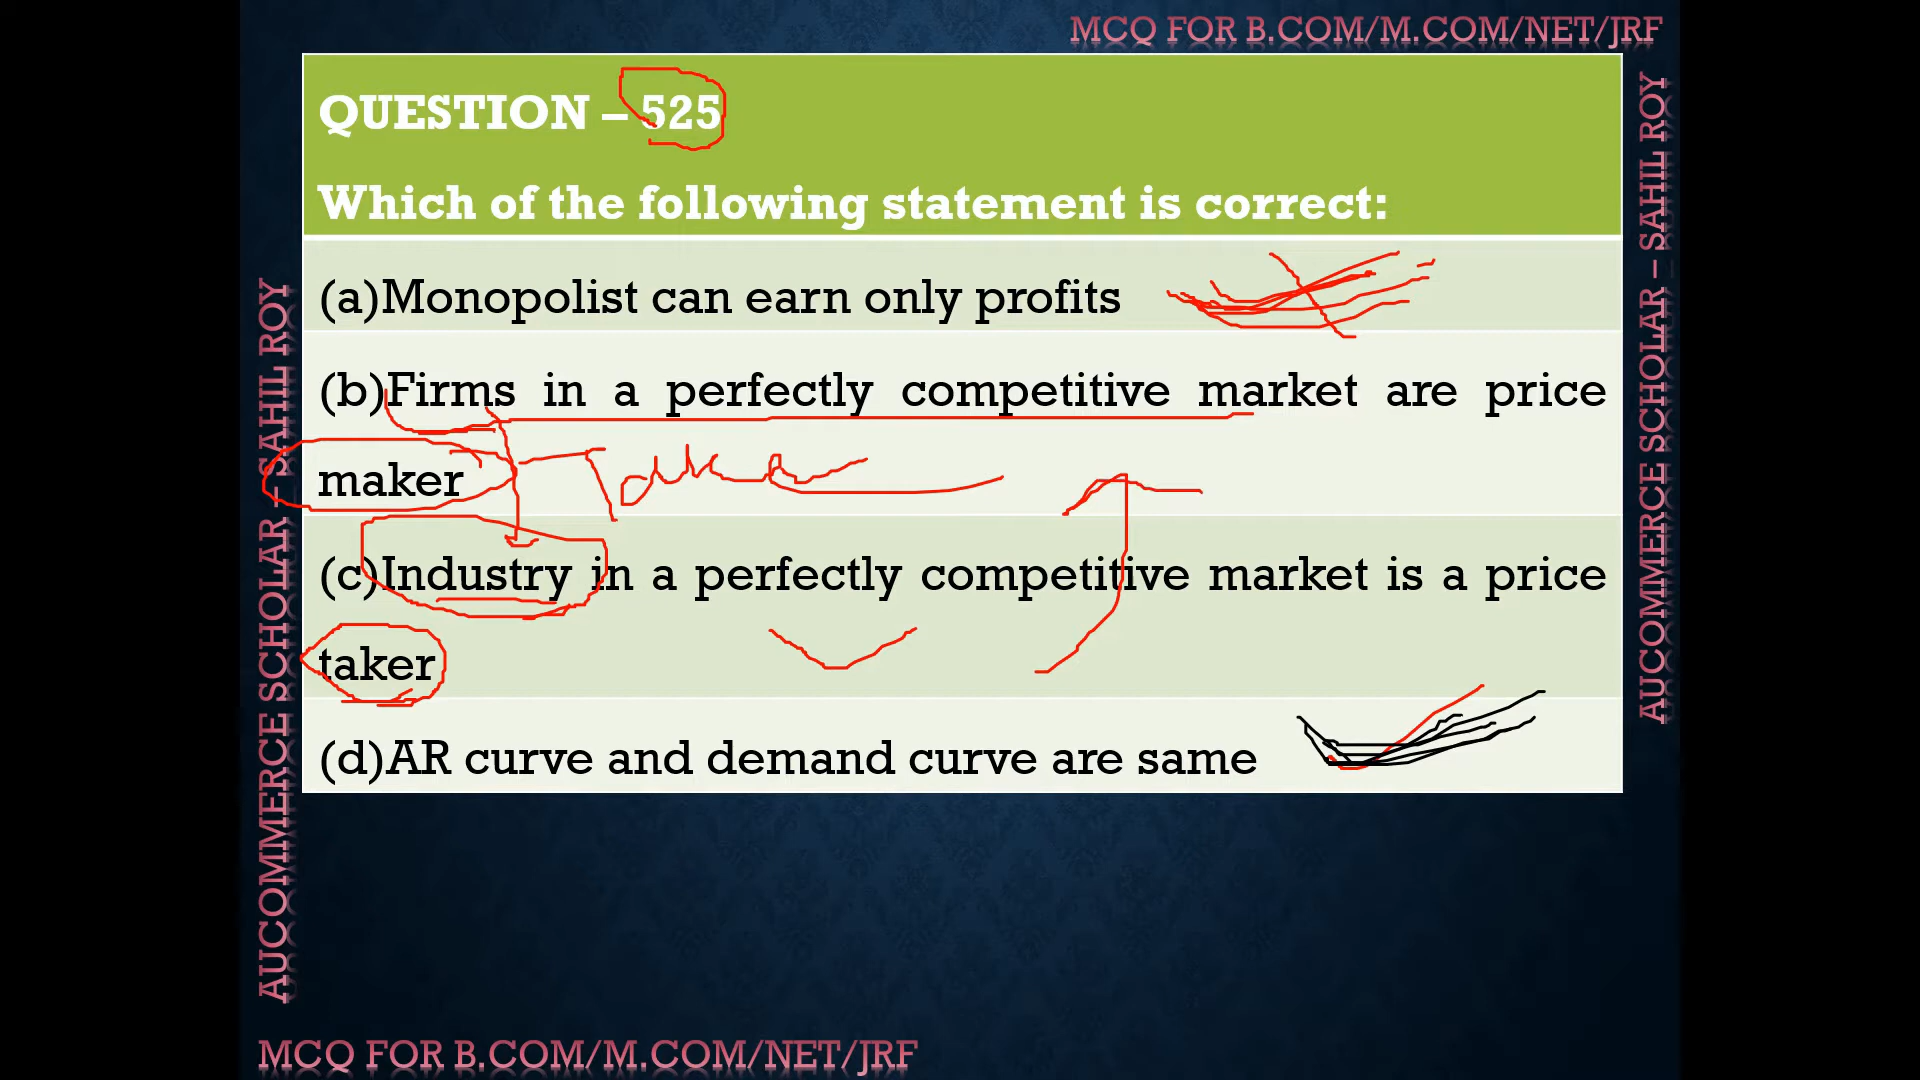 MCQ FOR B.COM/M.COM/NET/JRF
QUESTION – 525
Which of the following statement is correct:
(a)Monopolist can earn only profits
(b)Firms in a perfectly competitive market are price
maker
(c)Industry in a perfectly competitive market is a price
taker
(d)AR curve and demand curve are same
AUCOMMERCE SCHOLAR – SAHIL ROY
AUCOMMERCE SCHOLAR – SAHIL ROY
MCQ FOR B.COM/M.COM/NET/JRF